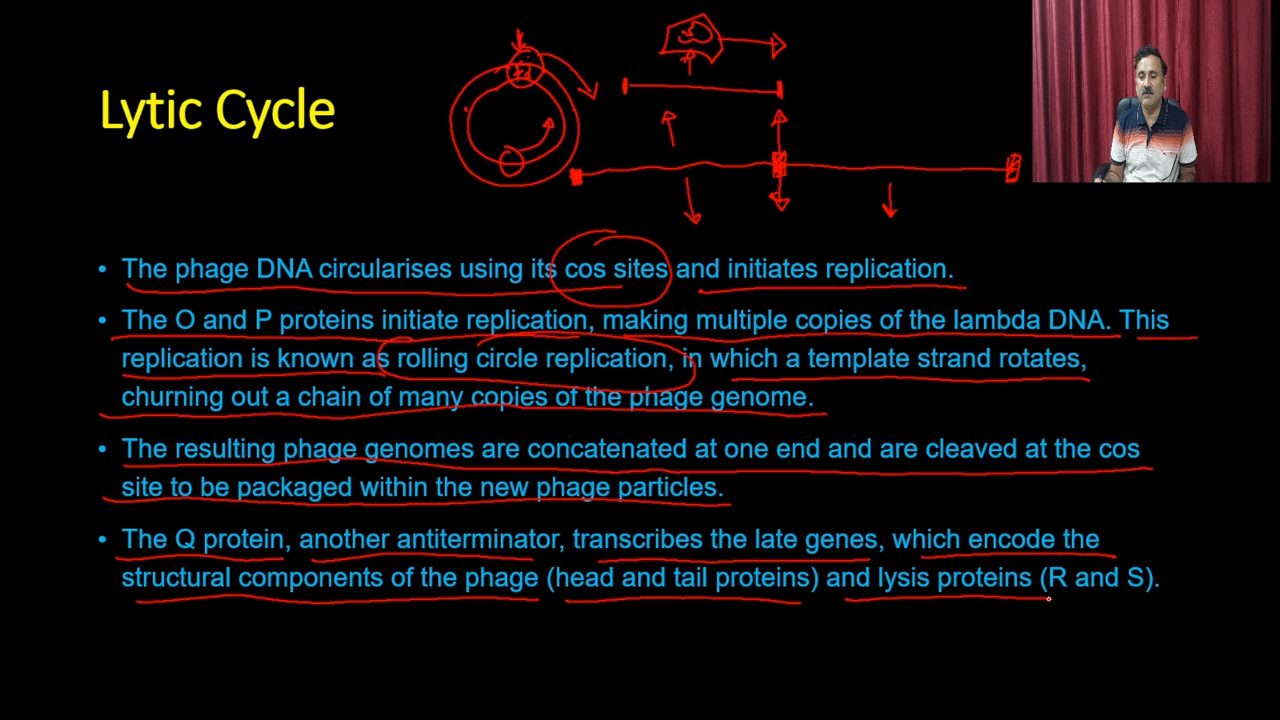 Lytic Cycle
• The phage DNA circularises using its cos sites and initiates replication.
• The O and P proteins initiate replication, making multiple copies of the lambda DNA. This
replication is known as rolling circle replication, in which a template strand rotates,
churning out a chain of many copies of the phage genome.
• The resulting phage genomes are concatenated at one end and are cleaved at the cos
site to be packaged within the new phage particles.
• The Q protein, another antiterminator, transcribes the late genes, which encode the
structural components of the phage (head and tail proteins) and lysis proteins (R and S).